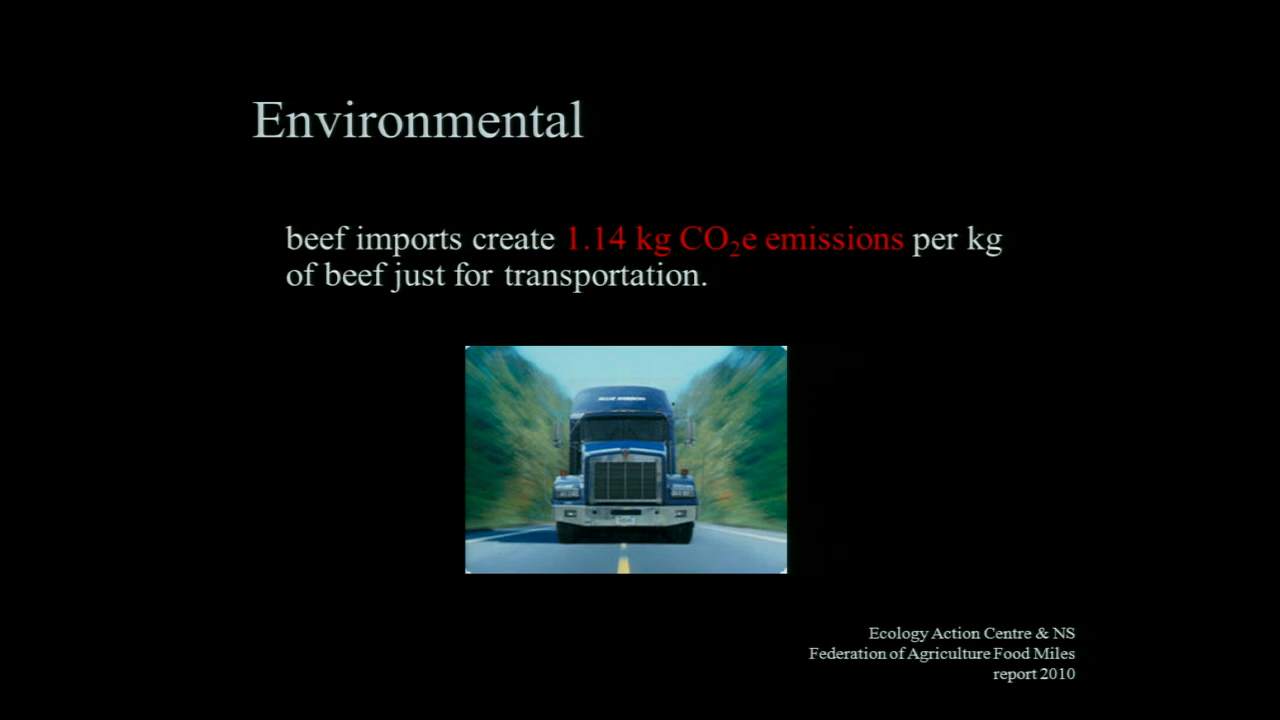 Environmental
beef imports create 1.14 kg CO₂e emissions per kg
of beef just for transportation.
Ecology Action Centre & NS
Federation of Agriculture Food Miles
report 2010